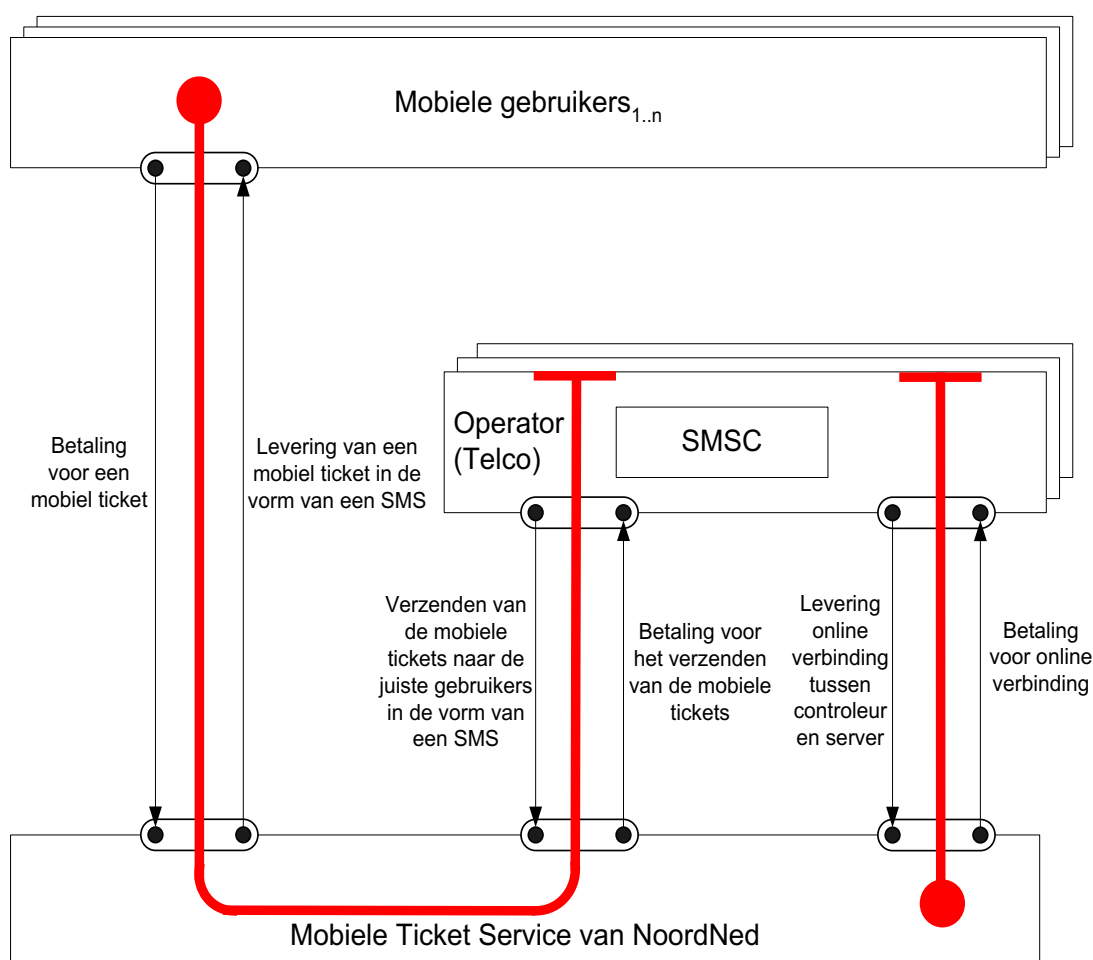 Mobiele gebruikers1..n
Operator
(Telco)
SMSC
Betaling
voor een
mobiel ticket
Levering van een
mobiel ticket in de
vorm van een SMS
Verzenden van
de mobiele
tickets naar de
juiste gebruikers
in de vorm van
een SMS
Betaling voor
het verzenden
van de mobiele
tickets
Levering
online
verbinding
tussen
controleur
en server
Betaling
voor online
verbinding
Mobiele Ticket Service van NoordNed